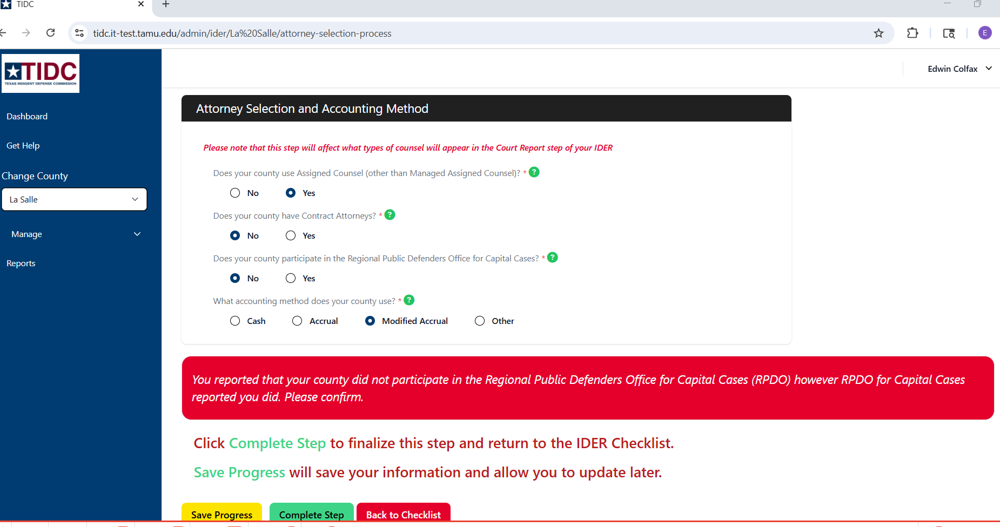 TIDC
tidc.it-test.tamu.edu/admin/ider/La%20Salle/attorney-selection-process
E
TIDC
TEXAS INDIGENT DEFENSE COMMISSION
Edwin Colfax
Dashboard
Get Help
Change County
La Salle
Manage
Reports
Attorney Selection and Accounting Method
Please note that this step will affect what types of counsel will appear in the Court Report step of your IDER
Does your county use Assigned Counsel (other than Managed Assigned Counsel)? * ?
No Yes
Does your county have Contract Attorneys? * ?
No Yes
Does your county participate in the Regional Public Defenders Office for Capital Cases? * ?
No Yes
What accounting method does your county use? * ?
Cash Accrual Modified Accrual Other
You reported that your county did not participate in the Regional Public Defenders Office for Capital Cases (RPDO) however RPDO for Capital Cases
reported you did. Please confirm.
Click Complete Step to finalize this step and return to the IDER Checklist.
Save Progress will save your information and allow you to update later.
Save Progress Complete Step Back to Checklist